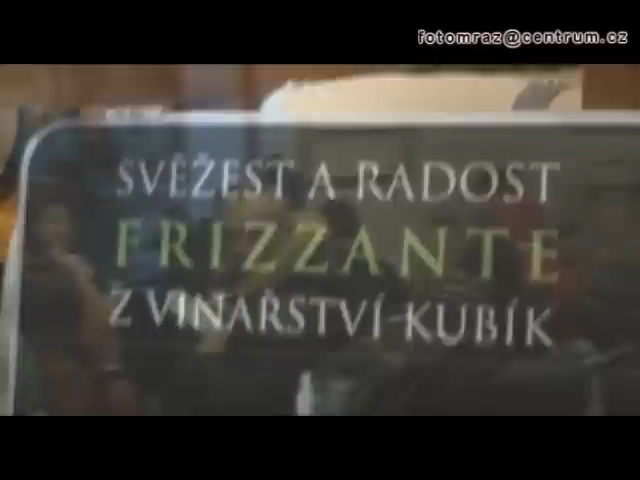 fotomraz@centrum.cz
SVĚŽEST A RADOST
FRIZZANTE
Z VINAŘSTVÍ KUBÍK